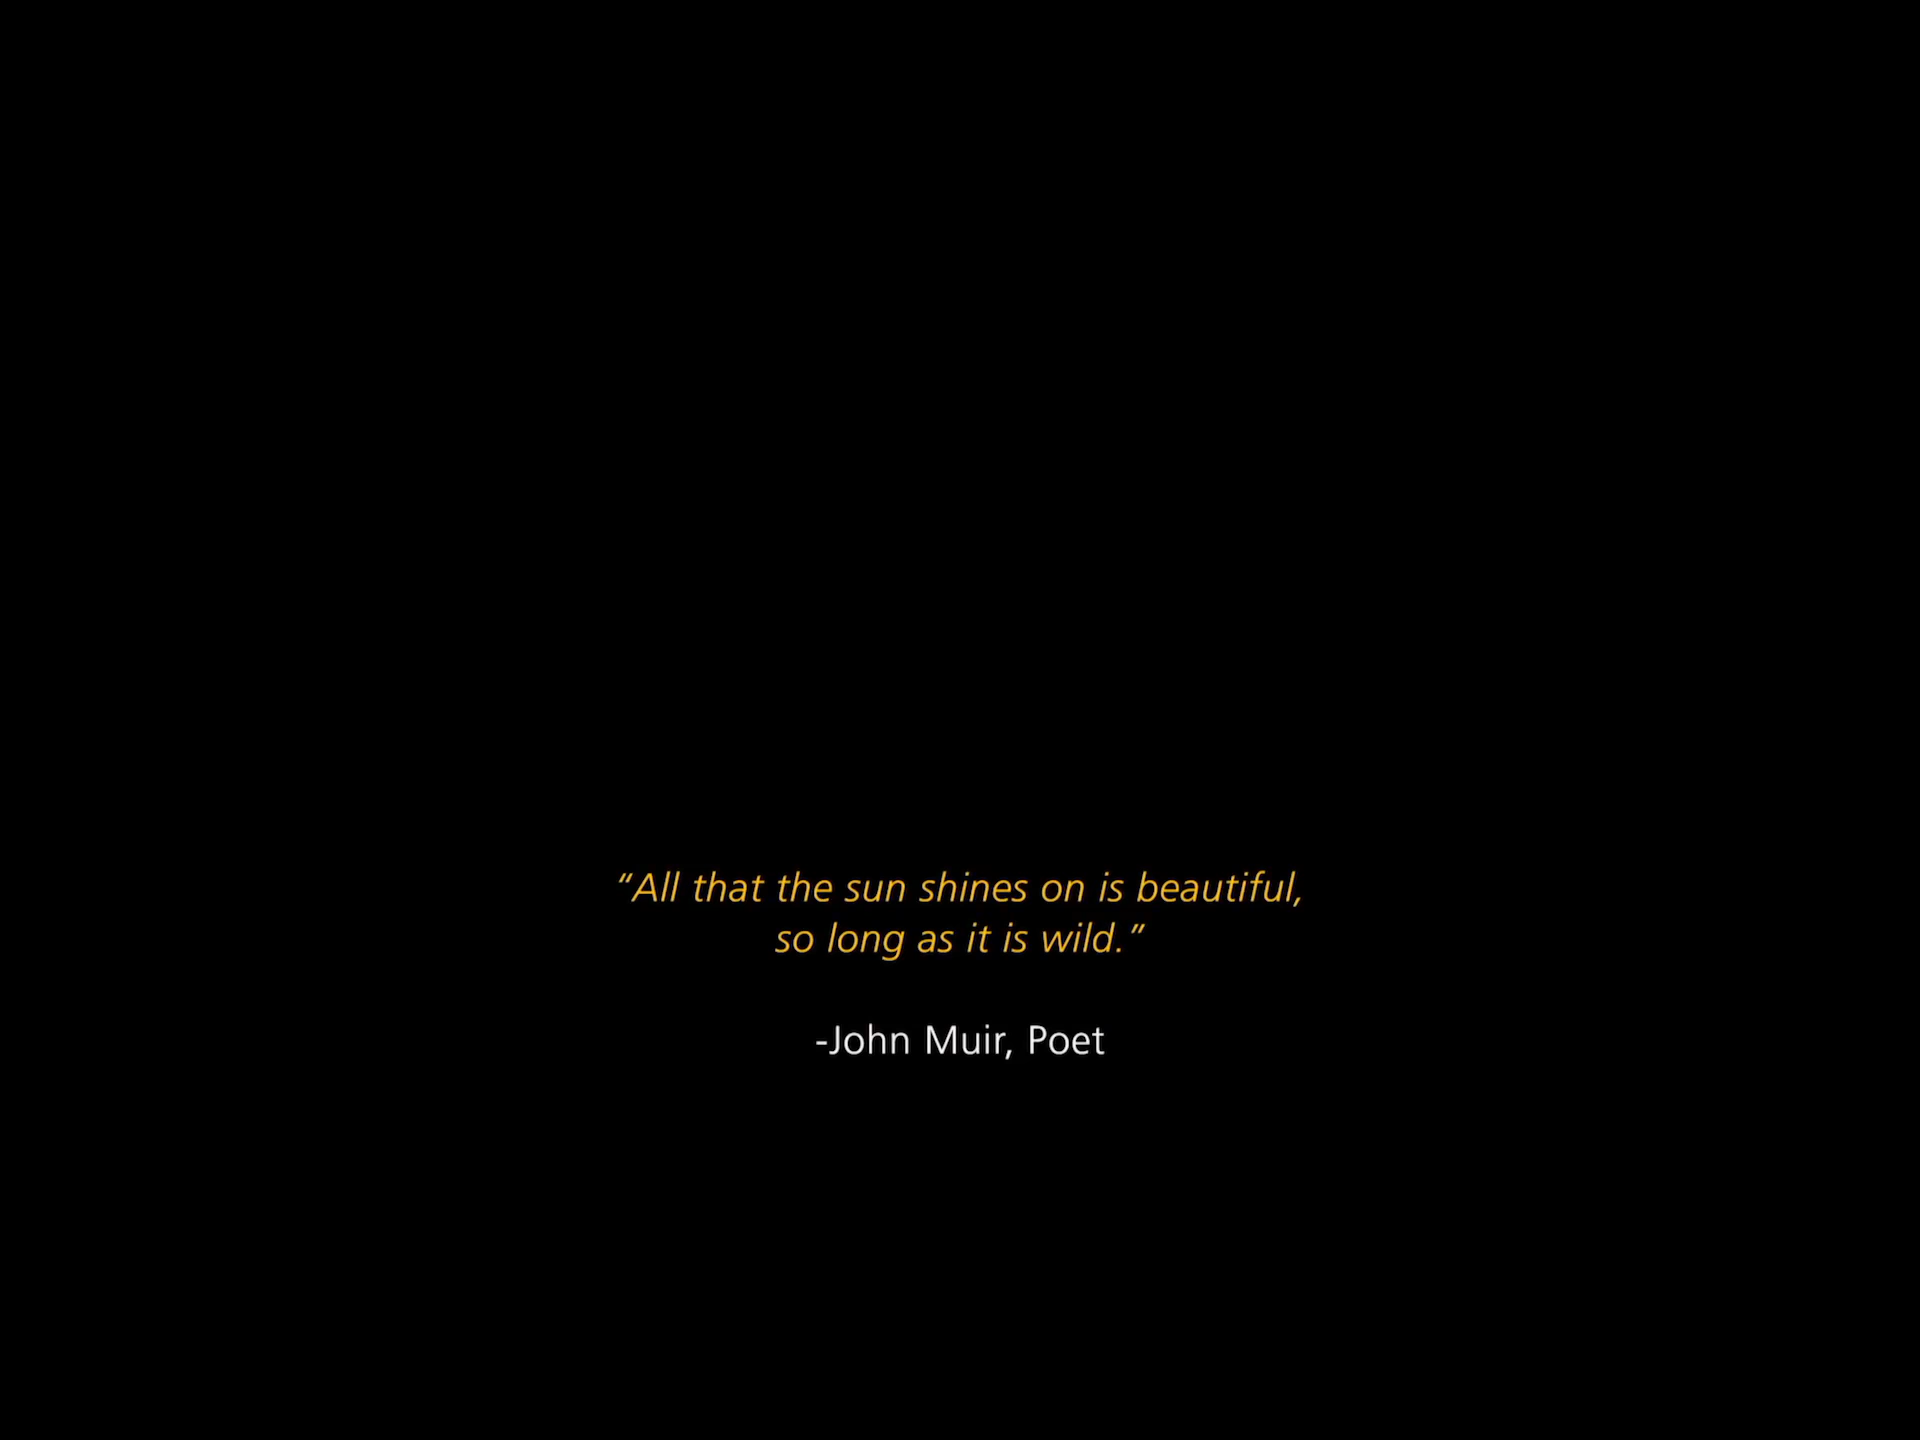 “All that the sun shines on is beautiful,
so long as it is wild.”
-John Muir, Poet